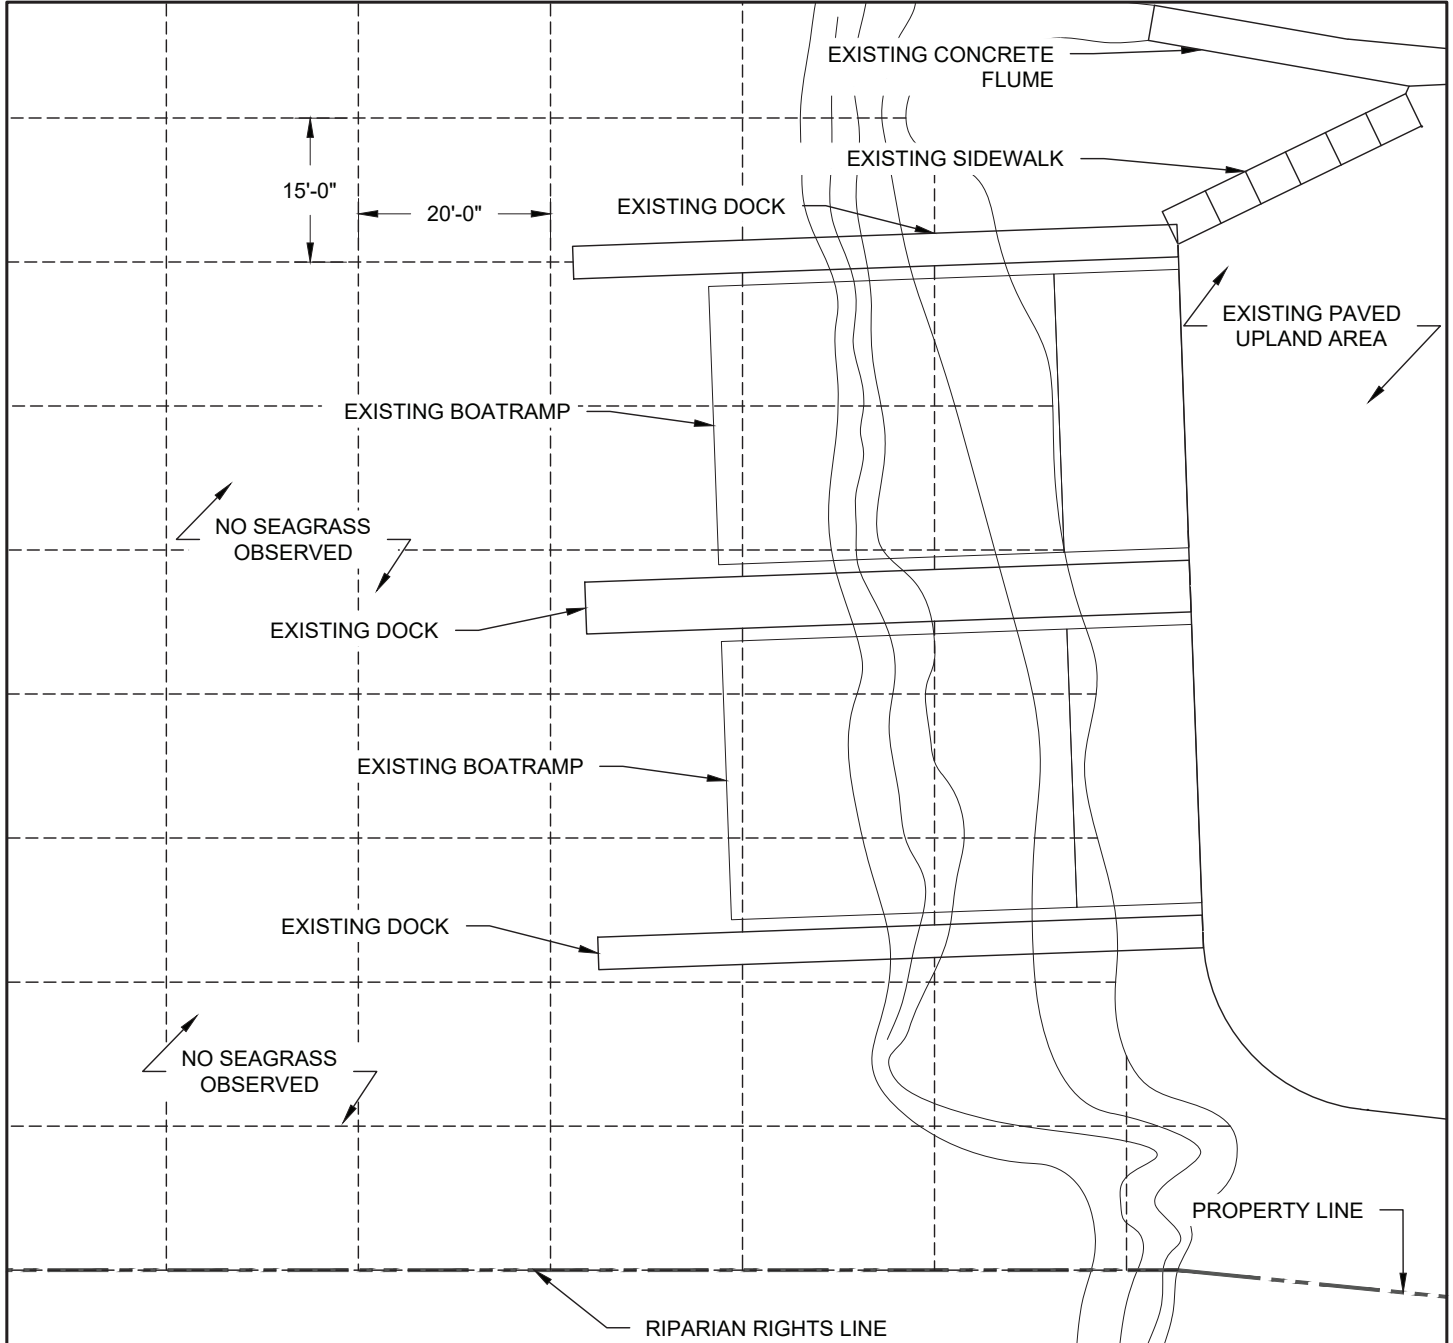 EXISTING CONCRETE
FLUME
EXISTING SIDEWALK
15'-0"
20'-0"
EXISTING DOCK
EXISTING PAVED
UPLAND AREA
EXISTING BOATRAMP
NO SEAGRASS
OBSERVED
EXISTING DOCK
EXISTING BOATRAMP
EXISTING DOCK
NO SEAGRASS
OBSERVED
PROPERTY LINE
RIPARIAN RIGHTS LINE